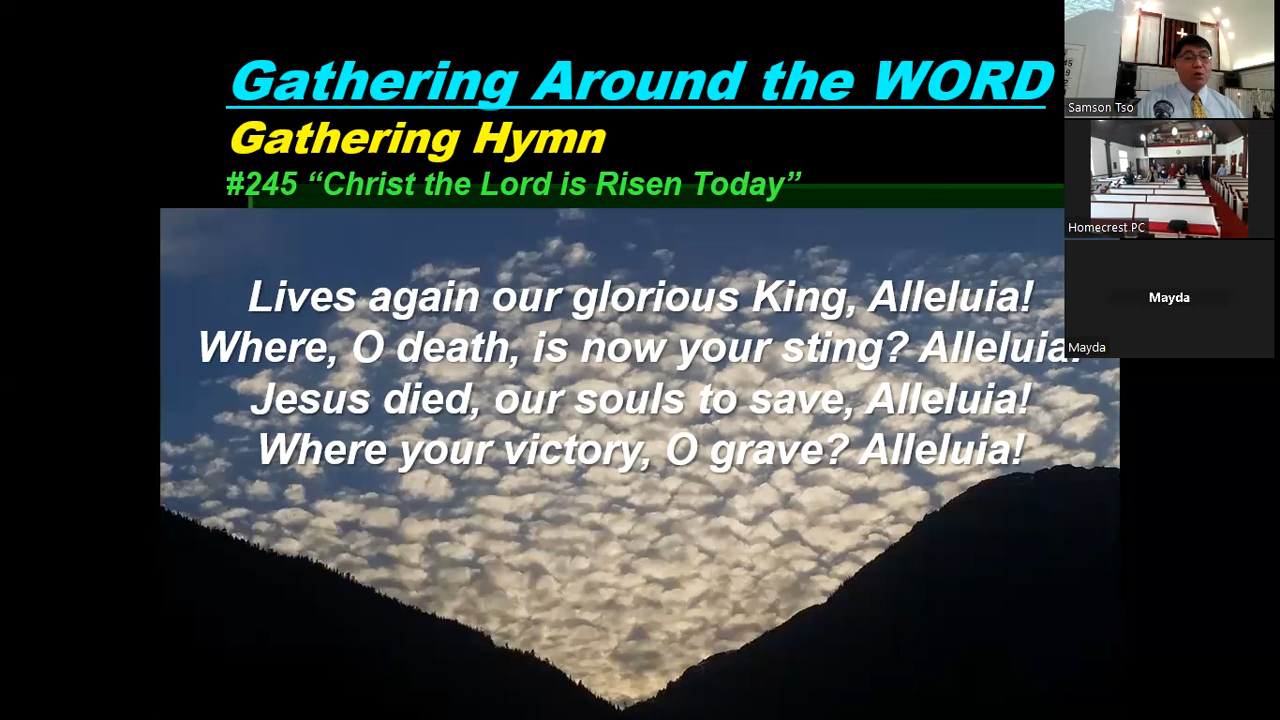 Gathering Around the WORD
Gathering Hymn
#245 “Christ the Lord is Risen Today”
Lives again our glorious King, Alleluia!
Where, O death, is now your sting? Alleluia!
Jesus died, our souls to save, Alleluia!
Where your victory, O grave? Alleluia!
Samson Tso
Homecrest PC
Mayda
Mayda